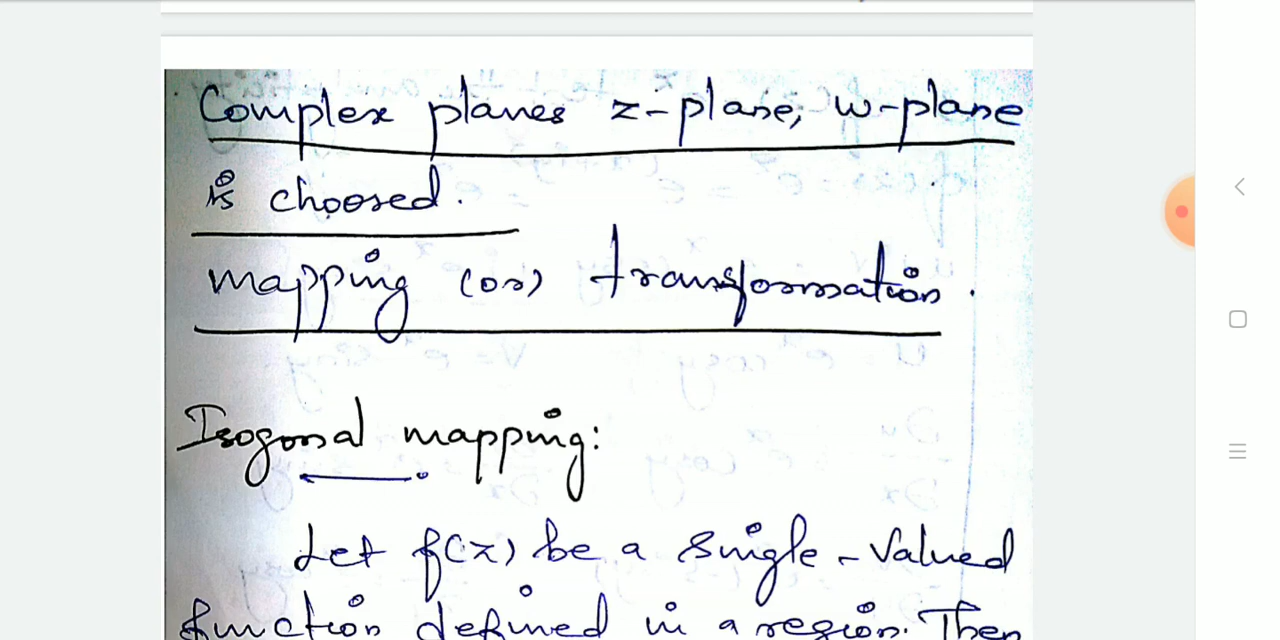 Complex planes z-plane, w-plane
is choosed.
mapping (or) transformation.
Isogonal mapping:
Let f(z) be a single-valued
function defined in a region. Then